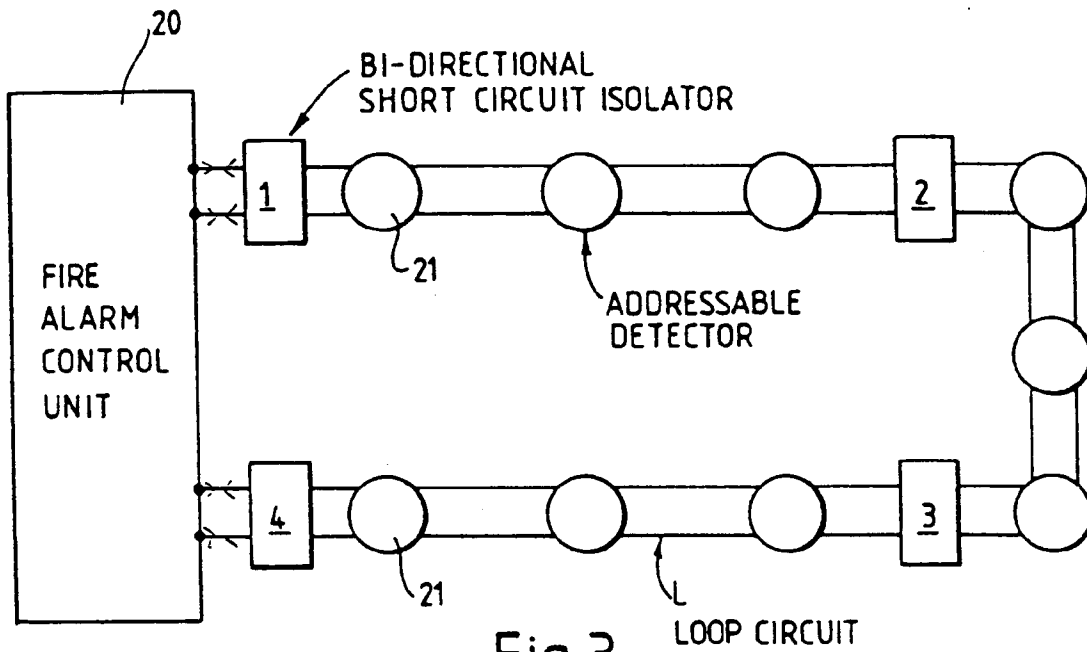 20
BI-DIRECTIONAL
SHORT CIRCUIT ISOLATOR
1
2
21
ADDRESSABLE
DETECTOR
FIRE
ALARM
CONTROL
UNIT
4
3
21
L
LOOP CIRCUIT